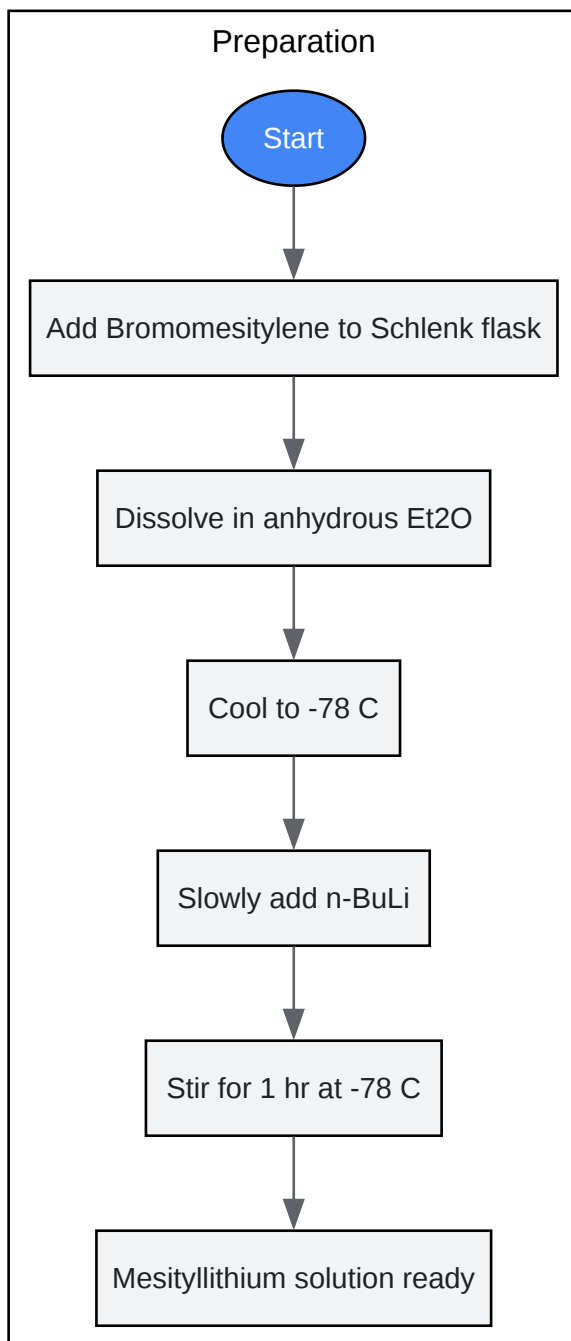 Preparation
Start
Add Bromomesitylene to Schlenk flask
Dissolve in anhydrous Et2O
Cool to -78 C
Slowly add n-BuLi
Stir for 1 hr at -78 C
Mesityllithium solution ready